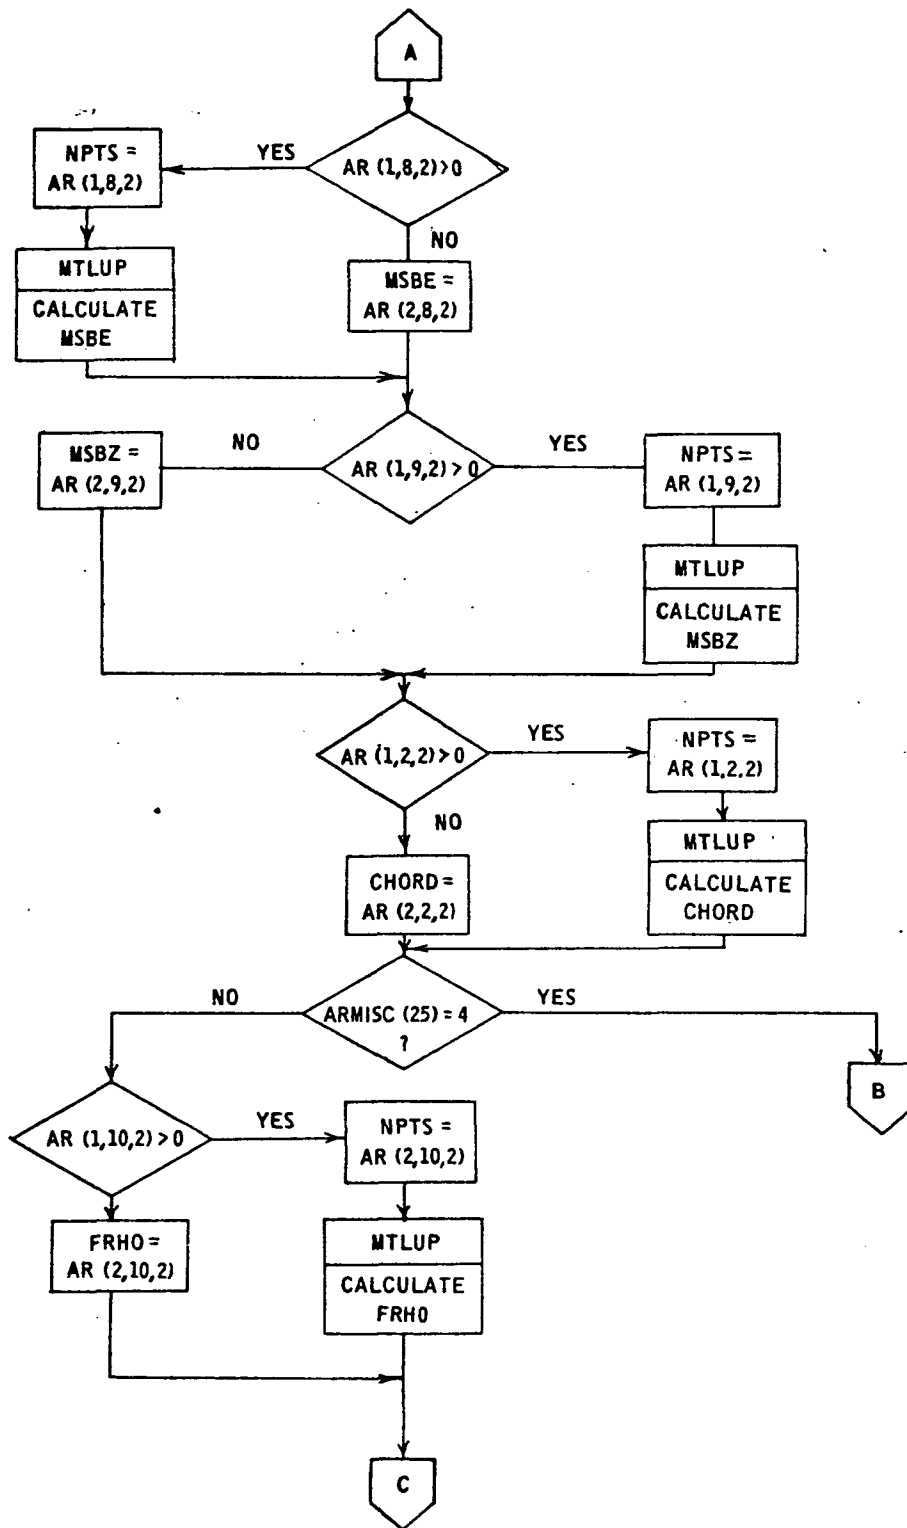 A
AR (1,8,2)>0
YES
NPTS =
AR (1,8,2)
MTLUP
CALCULATE
MSBE
NO
MSBE =
AR (2,8,2)
AR (1,9,2)>0
NO
MSBZ =
AR (2,9,2)
YES
NPTS =
AR (1,9,2)
MTLUP
CALCULATE
MSBZ
AR (1,2,2)>0
YES
NPTS =
AR (1,2,2)
MTLUP
CALCULATE
CHORD
NO
CHORD=
AR (2,2,2)
ARMISC (25)=4
?
YES
B
NO
AR (1,10,2)>0
YES
NPTS =
AR (2,10,2)
MTLUP
CALCULATE
FRHO
FRHO=
AR (2,10,2)
C